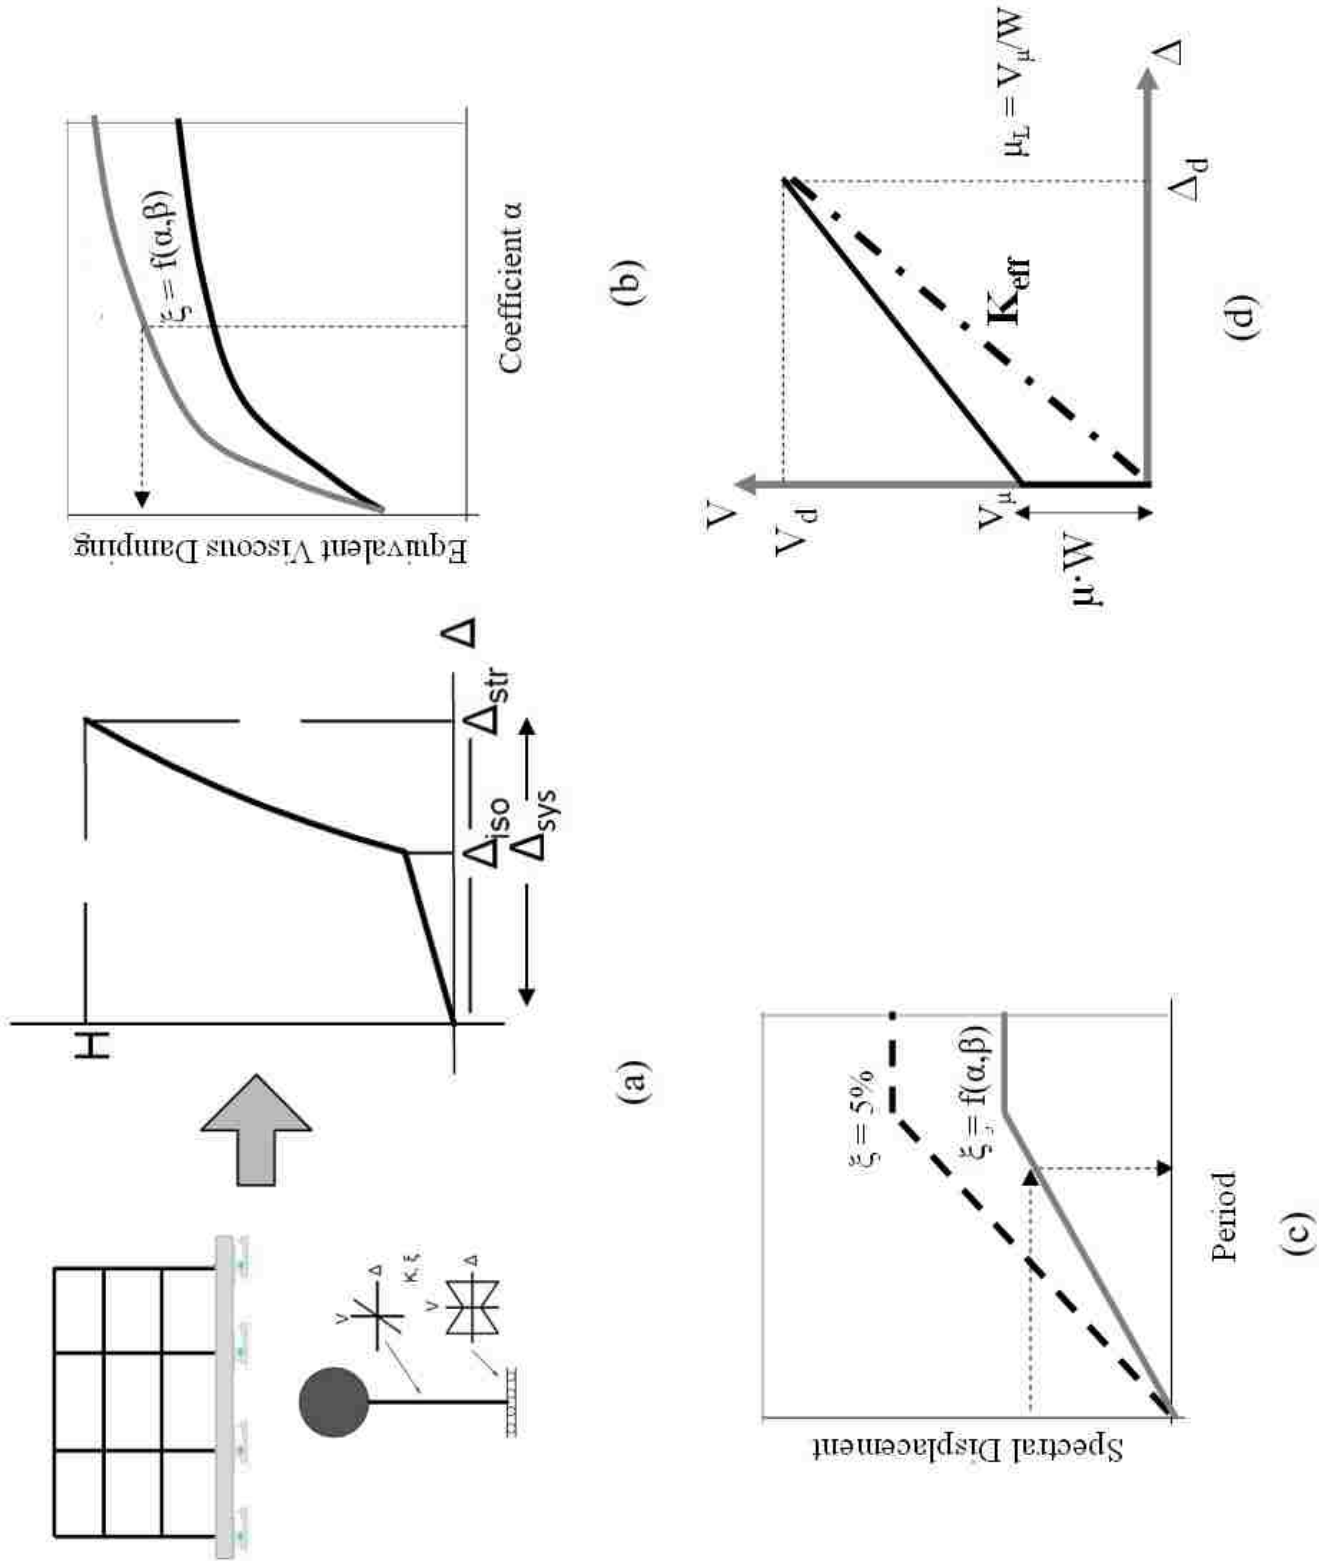 H
Δ
Δiso
Δstr
Δsys
V
Δ
K, ξ
V
Δ
(a)
Equivalent Viscous Damping
ξ = f(α,β)
Coefficient α
(b)
Spectral Displacement
ξ = 5%
ξ = f(α,β)
Period
(c)
V
Vd
Vμ
μ·W
Keff
μL = Vμ/W
Δd
Δ
(d)